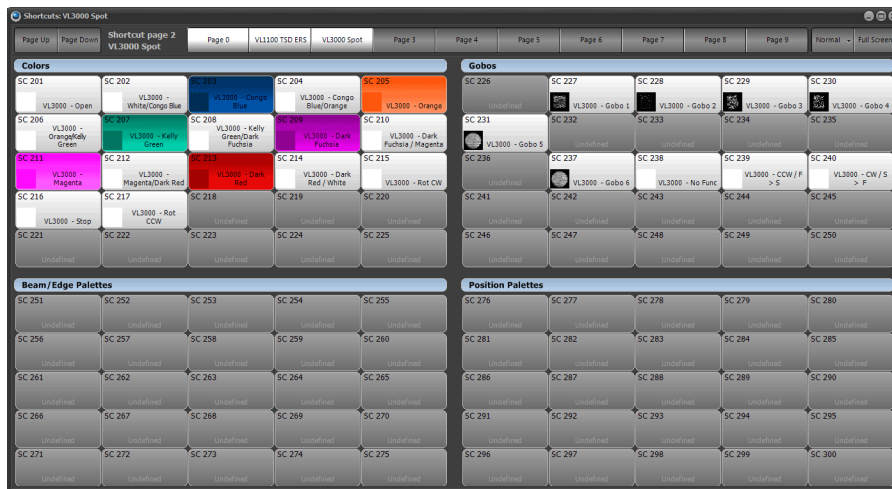 Shortcuts: VL3000 Spot
Page Up Page Down Shortcut page 2 Page 0 VL1100 TSD ERS VL3000 Spot Page 3 Page 4 Page 5 Page 6 Page 7 Page 8 Page 9 Normal Full Screen
VL3000 Spot
Colors
SC 201 SC 202 SC 203 SC 204 SC 205
VL3000 - VL3000 - Congo VL3000 - Congo
VL3000 - Open White/Congo Blue Blue Blue/Orange VL3000 - Orange
SC 206 SC 207 SC 208 SC 209 SC 210
VL3000 - VL3000 - Kelly
Orange/Kelly VL3000 - Kelly Green/Dark VL3000 - Dark VL3000 - Dark
Green Green Fuchsia Fuchsia Fuchsia / Magenta
SC 211 SC 212 SC 213 SC 214 SC 215
VL3000 - VL3000 - VL3000 - Dark VL3000 - Dark
Magenta Magenta/Dark Red Red Red / White VL3000 - Rot CW
SC 216 SC 217 SC 218 SC 219 SC 220
VL3000 - Rot
VL3000 - Stop CCW Undefined Undefined Undefined
SC 221 SC 222 SC 223 SC 224 SC 225
Undefined Undefined Undefined Undefined Undefined
Gobos
SC 226 SC 227 SC 228 SC 229 SC 230
Undefined VL3000 - Gobo 1 VL3000 - Gobo 2 VL3000 - Gobo 3 VL3000 - Gobo 4
SC 231 SC 232 SC 233 SC 234 SC 235
VL3000 - Gobo 5 Undefined Undefined Undefined Undefined
SC 236 SC 237 SC 238 SC 239 SC 240
VL3000 - CCW / F VL3000 - CW / S
Undefined VL3000 - Gobo 6 VL3000 - No Func > S > F
SC 241 SC 242 SC 243 SC 244 SC 245
Undefined Undefined Undefined Undefined Undefined
SC 246 SC 247 SC 248 SC 249 SC 250
Undefined Undefined Undefined Undefined Undefined
Beam/Edge Palettes
SC 251 SC 252 SC 253 SC 254 SC 255
Undefined Undefined Undefined Undefined Undefined
SC 256 SC 257 SC 258 SC 259 SC 260
Undefined Undefined Undefined Undefined Undefined
SC 261 SC 262 SC 263 SC 264 SC 265
Undefined Undefined Undefined Undefined Undefined
SC 266 SC 267 SC 268 SC 269 SC 270
Undefined Undefined Undefined Undefined Undefined
SC 271 SC 272 SC 273 SC 274 SC 275
Undefined Undefined Undefined Undefined Undefined
Position Palettes
SC 276 SC 277 SC 278 SC 279 SC 280
Undefined Undefined Undefined Undefined Undefined
SC 281 SC 282 SC 283 SC 284 SC 285
Undefined Undefined Undefined Undefined Undefined
SC 286 SC 287 SC 288 SC 289 SC 290
Undefined Undefined Undefined Undefined Undefined
SC 291 SC 292 SC 293 SC 294 SC 295
Undefined Undefined Undefined Undefined Undefined
SC 296 SC 297 SC 298 SC 299 SC 300
Undefined Undefined Undefined Undefined Undefined